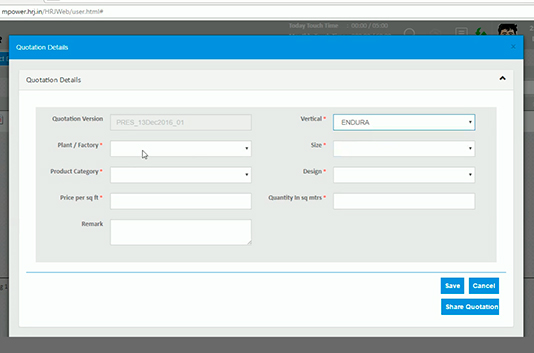 mpower.hrj.in/HRJWeb/user.html#
Today Touch Time : 00:00 / 05:00
Quotation Details ×
Quotation Details
Quotation Version PRES_13Dec2016_01 Vertical * ENDURA
Plant / Factory * Size *
Product Category * Design *
Price per sq ft * Quantity In sq mtrs *
Remark
Save Cancel
Share Quotation